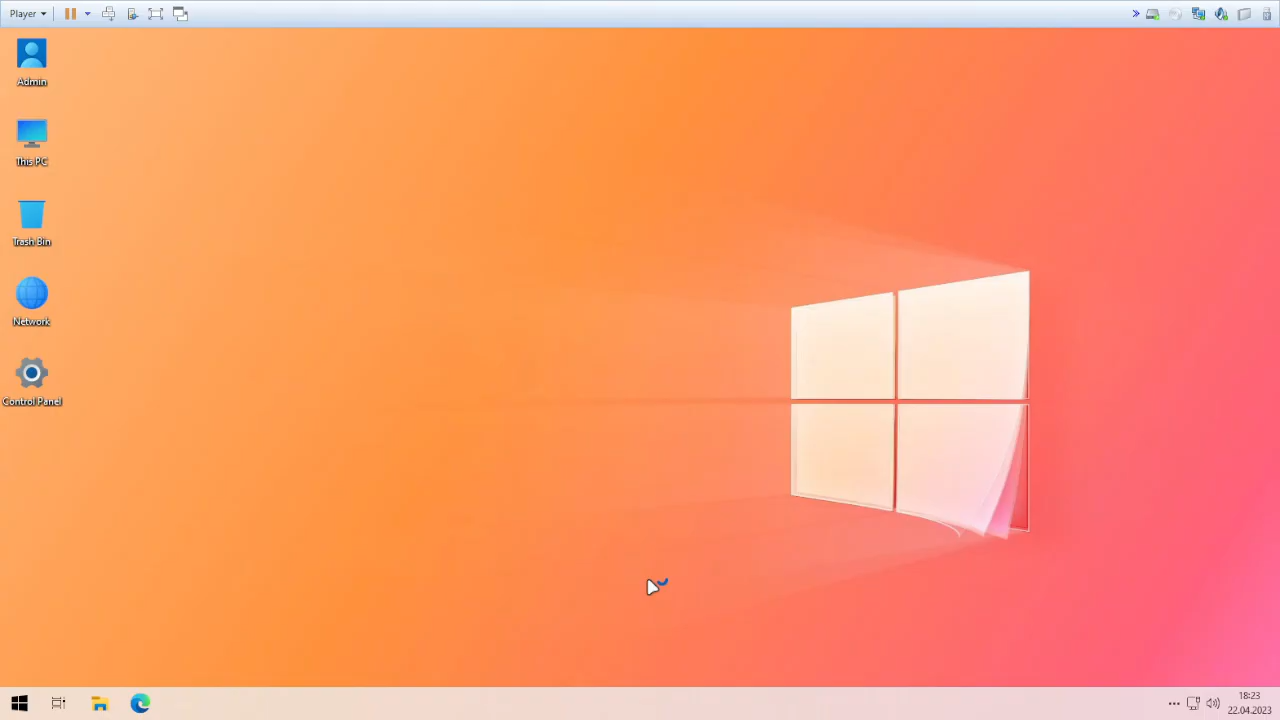 Player
Admin
This PC
Trash Bin
Network
Control Panel
18:23
22.04.2023